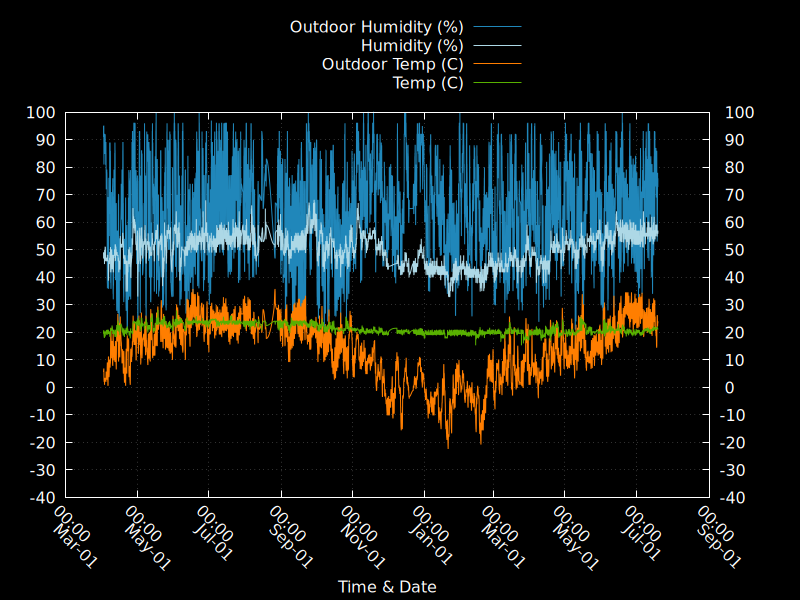 Outdoor Humidity (%)
Humidity (%)
Outdoor Temp (C)
Temp (C)
100 100
90 90
80 80
70 70
60 60
50 50
40 40
30 30
20 20
10 10
0 0
-10 -10
-20 -20
-30 -30
-40 -40
00:00 00:00 00:00 00:00 00:00 00:00 00:00 00:00 00:00 00:00
Mar-01 May-01 Jul-01 Sep-01 Nov-01 Jan-01 Mar-01 May-01 Jul-01 Sep-01
Time & Date